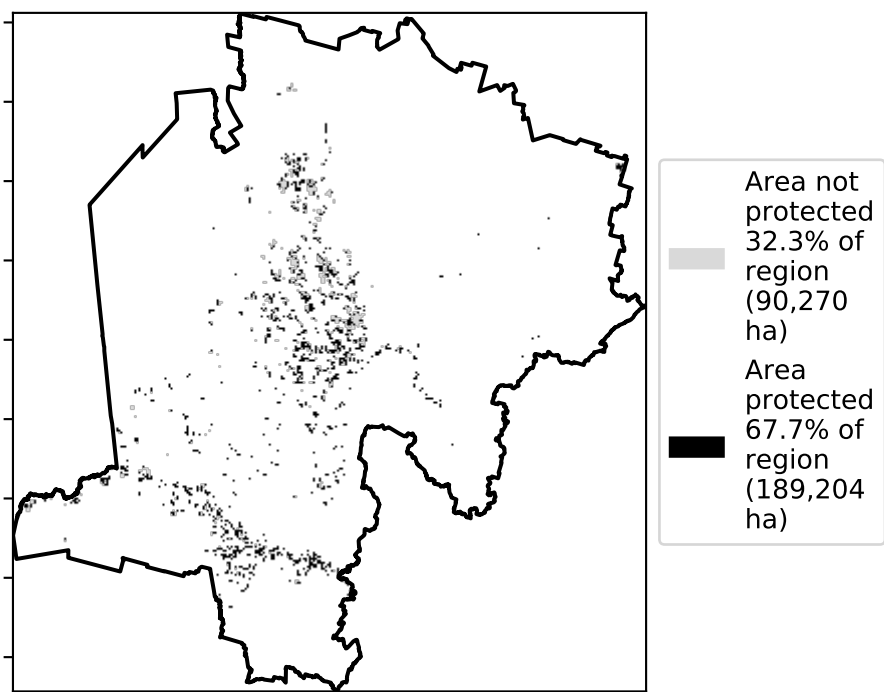 Area not
protected
32.3% of
region
(90,270
ha)
Area
protected
67.7% of
region
(189,204
ha)